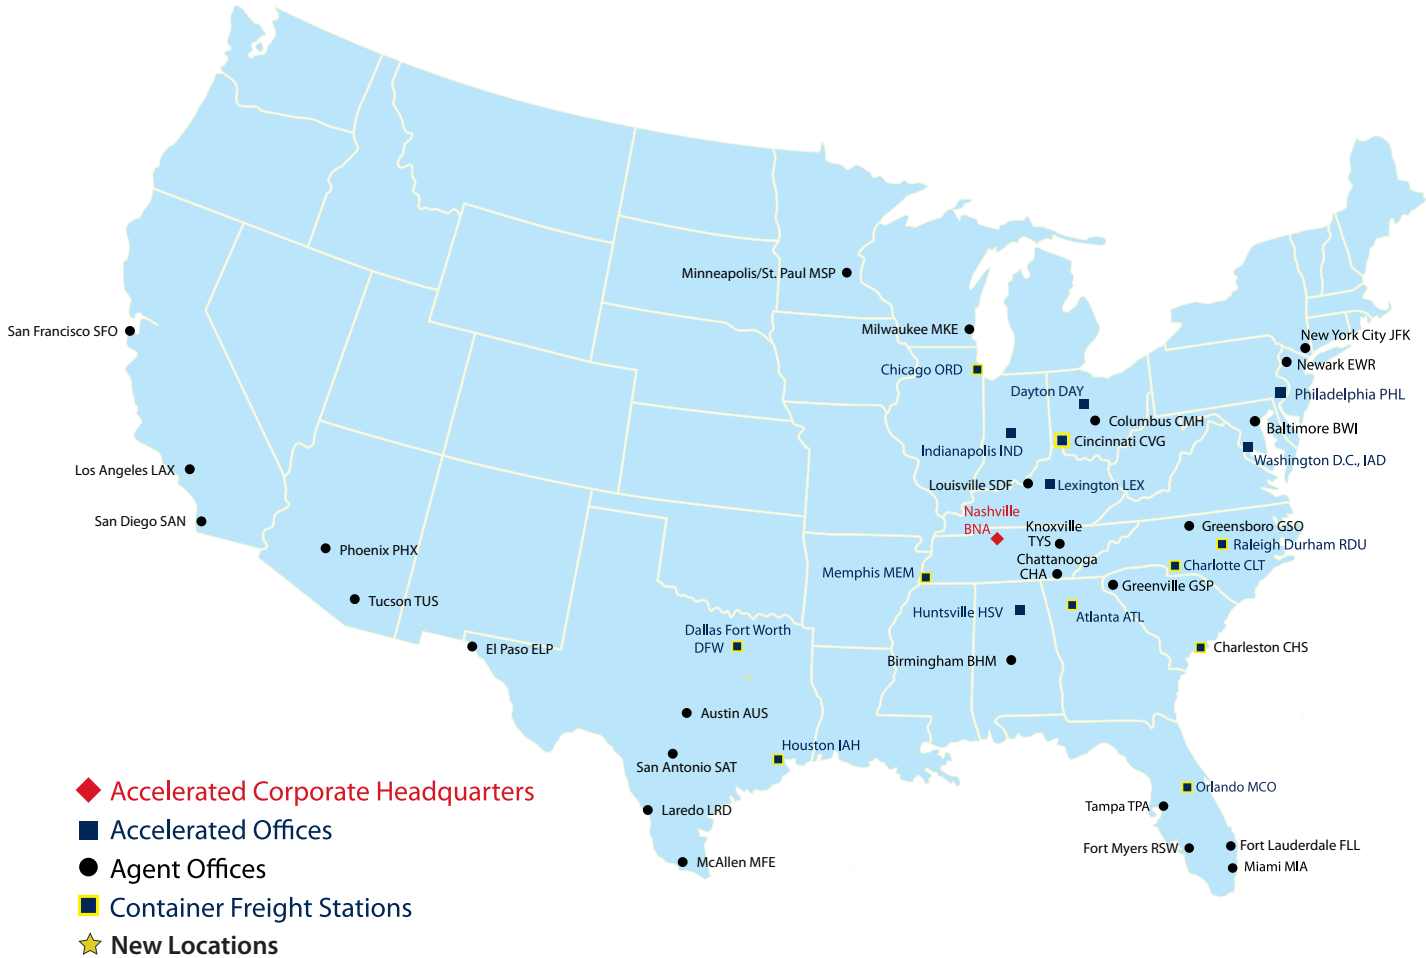 Minneapolis/St. Paul MSP
San Francisco SFO
Milwaukee MKE
New York City JFK
Chicago ORD
Newark EWR
Dayton DAY
Philadelphia PHL
Columbus CMH
Baltimore BWI
Cincinnati CVG
Indianapolis IND
Washington D.C., IAD
Los Angeles LAX
Louisville SDF
Lexington LEX
San Diego SAN
Nashville
BNA
Knoxville
TYS
Greensboro GSO
Raleigh Durham RDU
Phoenix PHX
Chattanooga
CHA
Charlotte CLT
Memphis MEM
Greenville GSP
Tucson TUS
Huntsville HSV
Atlanta ATL
Dallas Fort Worth
DFW
El Paso ELP
Charleston CHS
Birmingham BHM
Austin AUS
Houston IAH
San Antonio SAT
Orlando MCO
Laredo LRD
Tampa TPA
Fort Myers RSW
Fort Lauderdale FLL
McAllen MFE
Miami MIA
Accelerated Corporate Headquarters
Accelerated Offices
Agent Offices
Container Freight Stations
New Locations